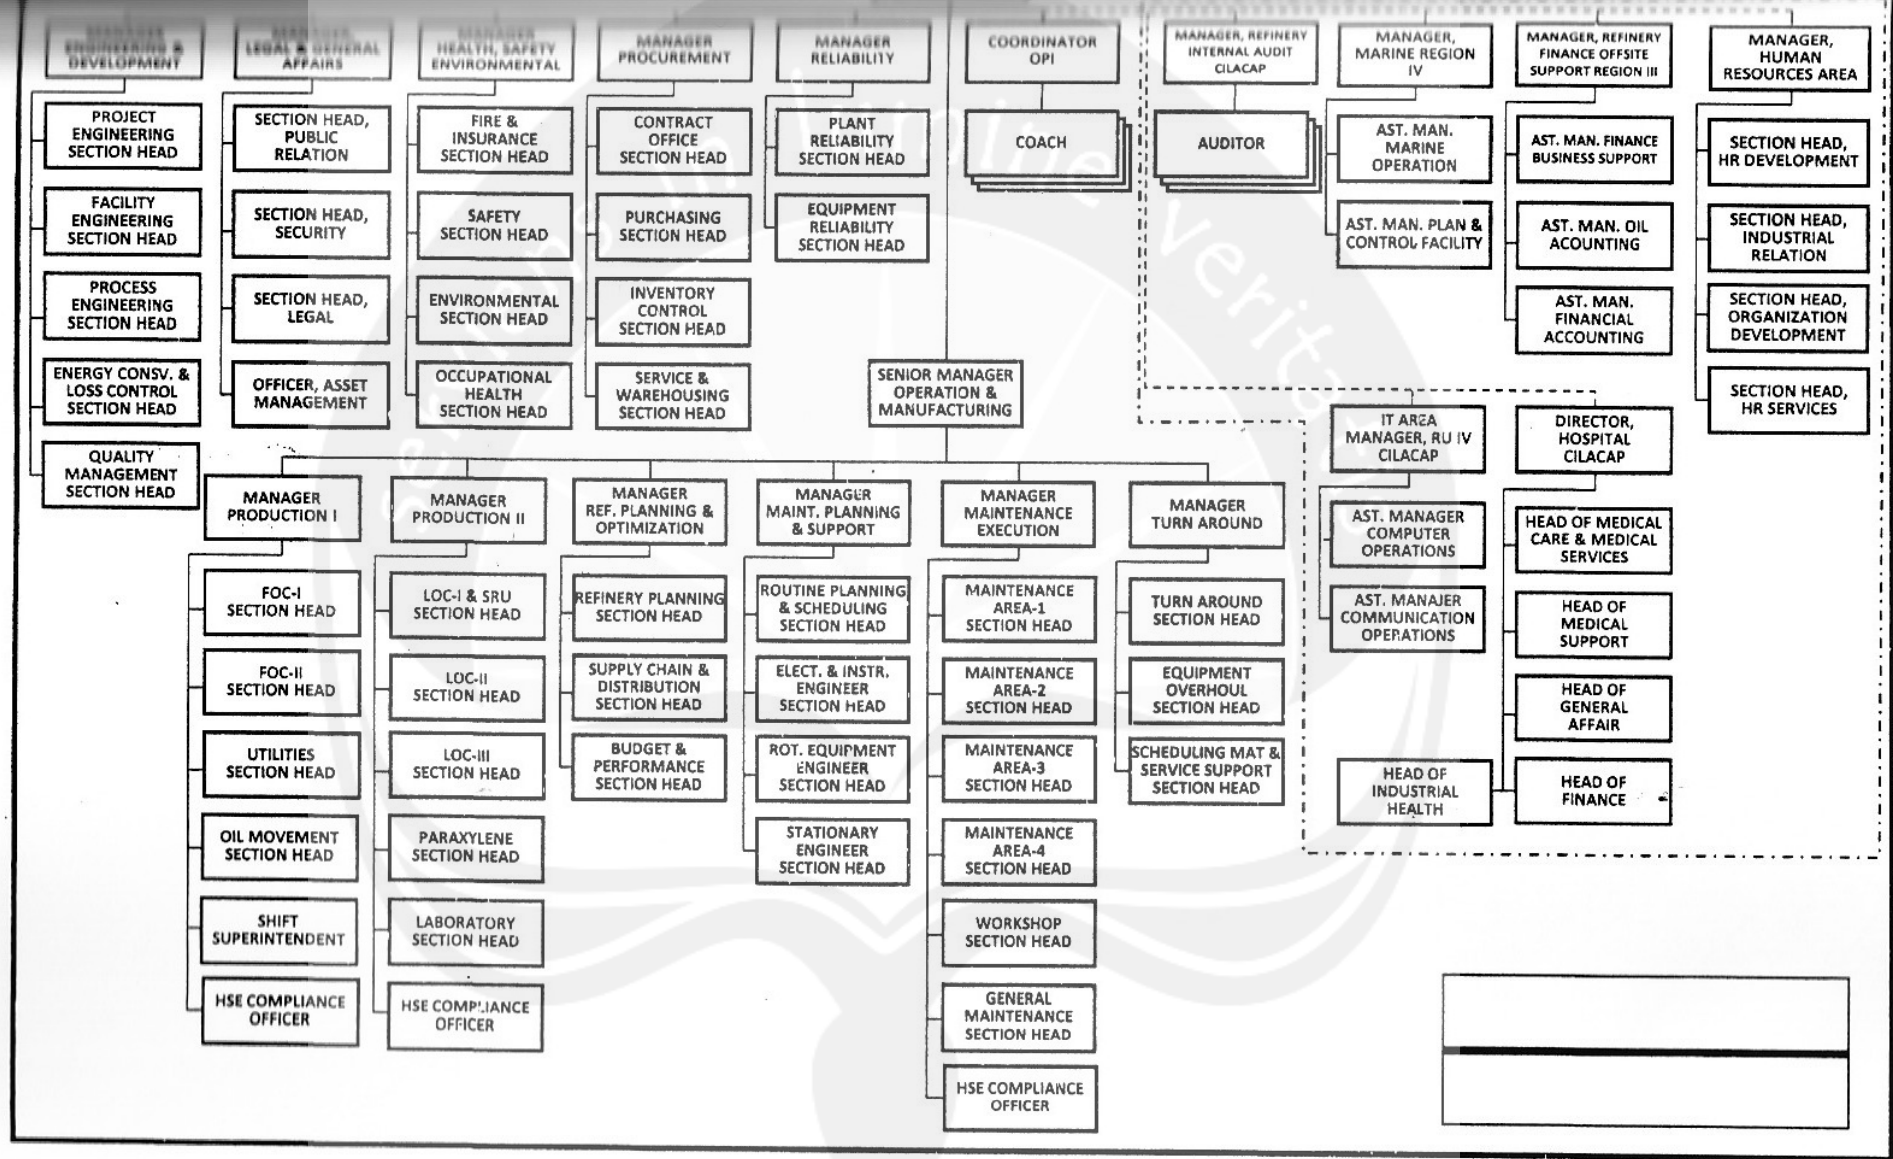 MANAGER
ENGINEERING &
DEVELOPMENT
MANAGER,
LEGAL & GENERAL
AFFAIRS
MANAGER
HEALTH, SAFETY
ENVIRONMENTAL
MANAGER
PROCUREMENT
MANAGER
RELIABILITY
COORDINATOR
OPI
MANAGER, REFINERY
INTERNAL AUDIT
CILACAP
MANAGER,
MARINE REGION
IV
MANAGER, REFINERY
FINANCE OFFSITE
SUPPORT REGION III
MANAGER,
HUMAN
RESOURCES AREA
PROJECT
ENGINEERING
SECTION HEAD
FACILITY
ENGINEERING
SECTION HEAD
PROCESS
ENGINEERING
SECTION HEAD
ENERGY CONSV. &
LOSS CONTROL
SECTION HEAD
QUALITY
MANAGEMENT
SECTION HEAD
SECTION HEAD,
PUBLIC
RELATION
SECTION HEAD,
SECURITY
SECTION HEAD,
LEGAL
OFFICER, ASSET
MANAGEMENT
FIRE &
INSURANCE
SECTION HEAD
SAFETY
SECTION HEAD
ENVIRONMENTAL
SECTION HEAD
OCCUPATIONAL
HEALTH
SECTION HEAD
CONTRACT
OFFICE
SECTION HEAD
PURCHASING
SECTION HEAD
INVENTORY
CONTROL
SECTION HEAD
SERVICE &
WAREHOUSING
SECTION HEAD
PLANT
RELIABILITY
SECTION HEAD
EQUIPMENT
RELIABILITY
SECTION HEAD
COACH
AUDITOR
AST. MAN.
MARINE
OPERATION
AST. MAN. PLAN &
CONTROL FACILITY
AST. MAN. FINANCE
BUSINESS SUPPORT
AST. MAN. OIL
ACOUNTING
AST. MAN.
FINANCIAL
ACCOUNTING
SECTION HEAD,
HR DEVELOPMENT
SECTION HEAD,
INDUSTRIAL
RELATION
SECTION HEAD,
ORGANIZATION
DEVELOPMENT
SECTION HEAD,
HR SERVICES
SENIOR MANAGER
OPERATION &
MANUFACTURING
IT AREA
MANAGER, RU IV
CILACAP
AST. MANAGER
COMPUTER
OPERATIONS
AST. MANAJER
COMMUNICATION
OPERATIONS
DIRECTOR,
HOSPITAL
CILACAP
HEAD OF MEDICAL
CARE & MEDICAL
SERVICES
HEAD OF
MEDICAL
SUPPORT
HEAD OF
GENERAL
AFFAIR
HEAD OF
FINANCE
HEAD OF
INDUSTRIAL
HEALTH
MANAGER
PRODUCTION I
FOC-I
SECTION HEAD
FOC-II
SECTION HEAD
UTILITIES
SECTION HEAD
OIL MOVEMENT
SECTION HEAD
SHIFT
SUPERINTENDENT
HSE COMPLIANCE
OFFICER
MANAGER
PRODUCTION II
LOC-I & SRU
SECTION HEAD
LOC-II
SECTION HEAD
LOC-III
SECTION HEAD
PARAXYLENE
SECTION HEAD
LABORATORY
SECTION HEAD
HSE COMPLIANCE
OFFICER
MANAGER
REF. PLANNING &
OPTIMIZATION
REFINERY PLANNING
SECTION HEAD
SUPPLY CHAIN &
DISTRIBUTION
SECTION HEAD
BUDGET &
PERFORMANCE
SECTION HEAD
MANAGER
MAINT. PLANNING
& SUPPORT
ROUTINE PLANNING
& SCHEDULING
SECTION HEAD
ELECT. & INSTR.
ENGINEER
SECTION HEAD
ROT. EQUIPMENT
ENGINEER
SECTION HEAD
STATIONARY
ENGINEER
SECTION HEAD
MANAGER
MAINTENANCE
EXECUTION
MAINTENANCE
AREA-1
SECTION HEAD
MAINTENANCE
AREA-2
SECTION HEAD
MAINTENANCE
AREA-3
SECTION HEAD
MAINTENANCE
AREA-4
SECTION HEAD
WORKSHOP
SECTION HEAD
GENERAL
MAINTENANCE
SECTION HEAD
HSE COMPLIANCE
OFFICER
MANAGER
TURN AROUND
TURN AROUND
SECTION HEAD
EQUIPMENT
OVERHOUL
SECTION HEAD
SCHEDULING MAT &
SERVICE SUPPORT
SECTION HEAD
serviens in lumine veritatis